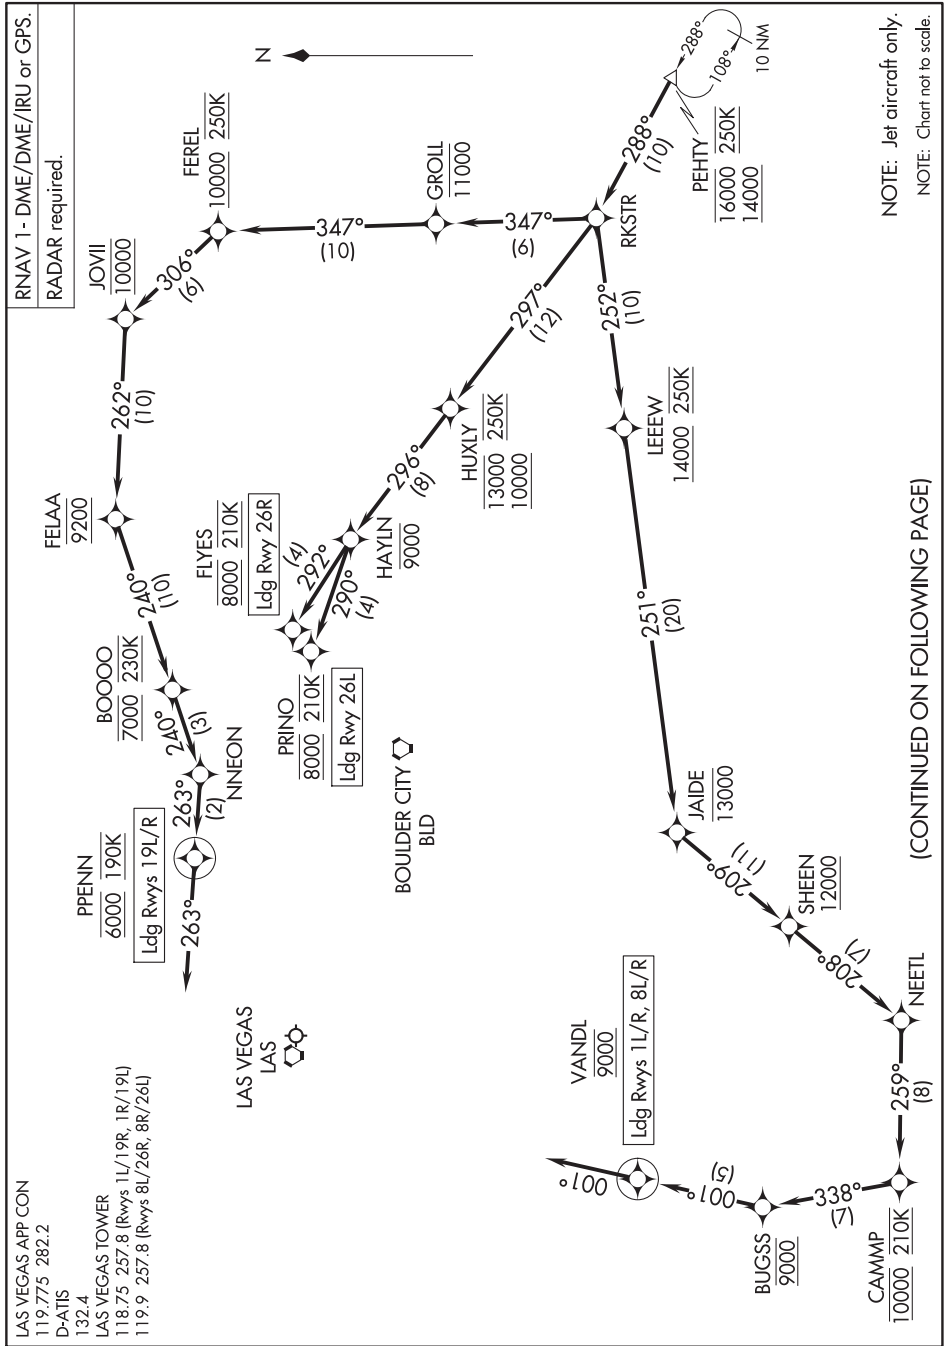 LAS VEGAS APP CON
119.775 282.2
D-ATIS
132.4
LAS VEGAS TOWER
118.75 257.8 (Rwys 1L/19R, 1R/19L)
119.9 257.8 (Rwys 8L/26R, 8R/26L)
RNAV 1- DME/DME/IRU or GPS.
RADAR required.
N
PPENN
6000 190K
Ldg Rwys 19L/R
263°
263°
(2)
NNEON
240°
(3)
BOOOO
7000 230K
240°
(10)
FELAA
9200
262°
(10)
JOVII
10000
306°
(6)
FEREL
10000 250K
347°
(10)
GROLL
11000
347°
(6)
RKSTR
288°
(10)
PEHTY
16000 250K
14000
288°
108°
10 NM
297°
(12)
HUXLY
13000 250K
10000
296°
(8)
HAYLN
9000
292°
(4)
290°
(4)
FLYES
8000 210K
Ldg Rwy 26R
PRINO
8000 210K
Ldg Rwy 26L
BOULDER CITY
BLD
LAS VEGAS
LAS
252°
(10)
LEEEW
14000 250K
251°
(20)
JAIDE
13000
209°
(11)
SHEEN
12000
208°
(7)
NEETL
259°
(8)
CAMMP
10000 210K
338°
(7)
BUGSS
9000
001°
(5)
001°
VANDL
9000
Ldg Rwys 1L/R, 8L/R
(CONTINUED ON FOLLOWING PAGE)
NOTE: Jet aircraft only.
NOTE: Chart not to scale.